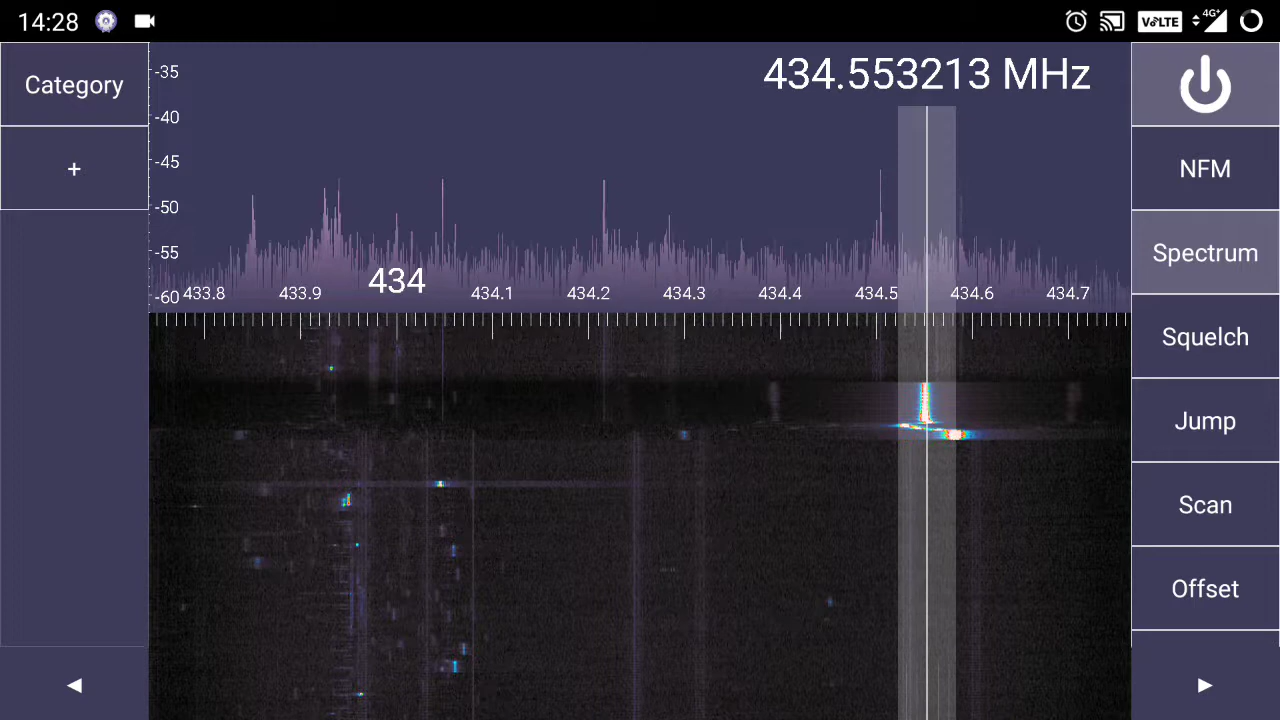 14:28
VoLTE
4G+
Category
+
434.553213 MHz
-35
-40
-45
-50
-55
-60
433.8 433.9 434 434.1 434.2 434.3 434.4 434.5 434.6 434.7
NFM
Spectrum
Squelch
Jump
Scan
Offset